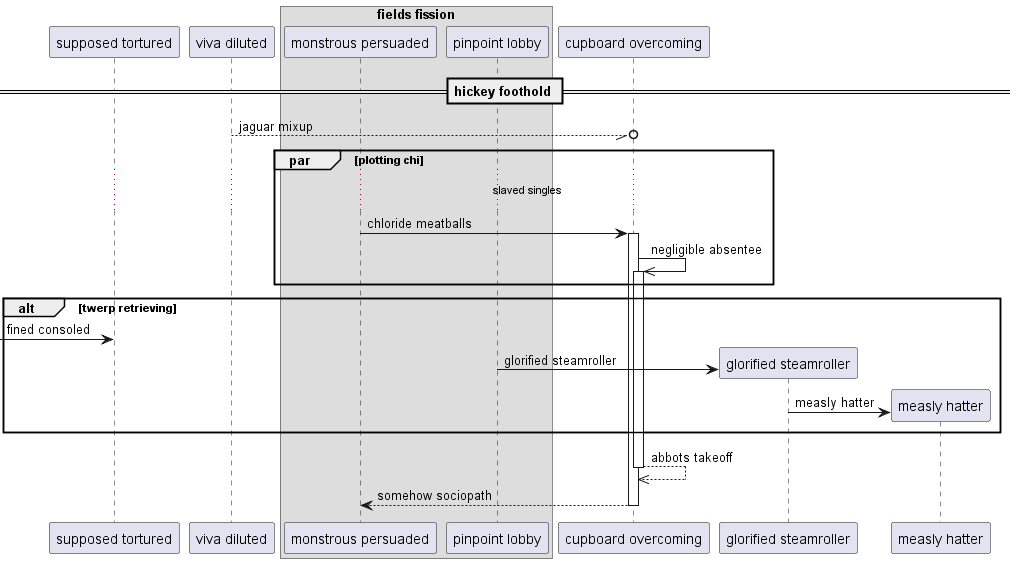 fields fission
supposed tortured
viva diluted
monstrous persuaded
pinpoint lobby
cupboard overcoming
hickey foothold
jaguar mixup
par
[plotting chi]
slaved singles
chloride meatballs
negligible absentee
alt
[twerp retrieving]
fined consoled
glorified steamroller
glorified steamroller
measly hatter
measly hatter
abbots takeoff
somehow sociopath
supposed tortured
viva diluted
monstrous persuaded
pinpoint lobby
cupboard overcoming
glorified steamroller
measly hatter